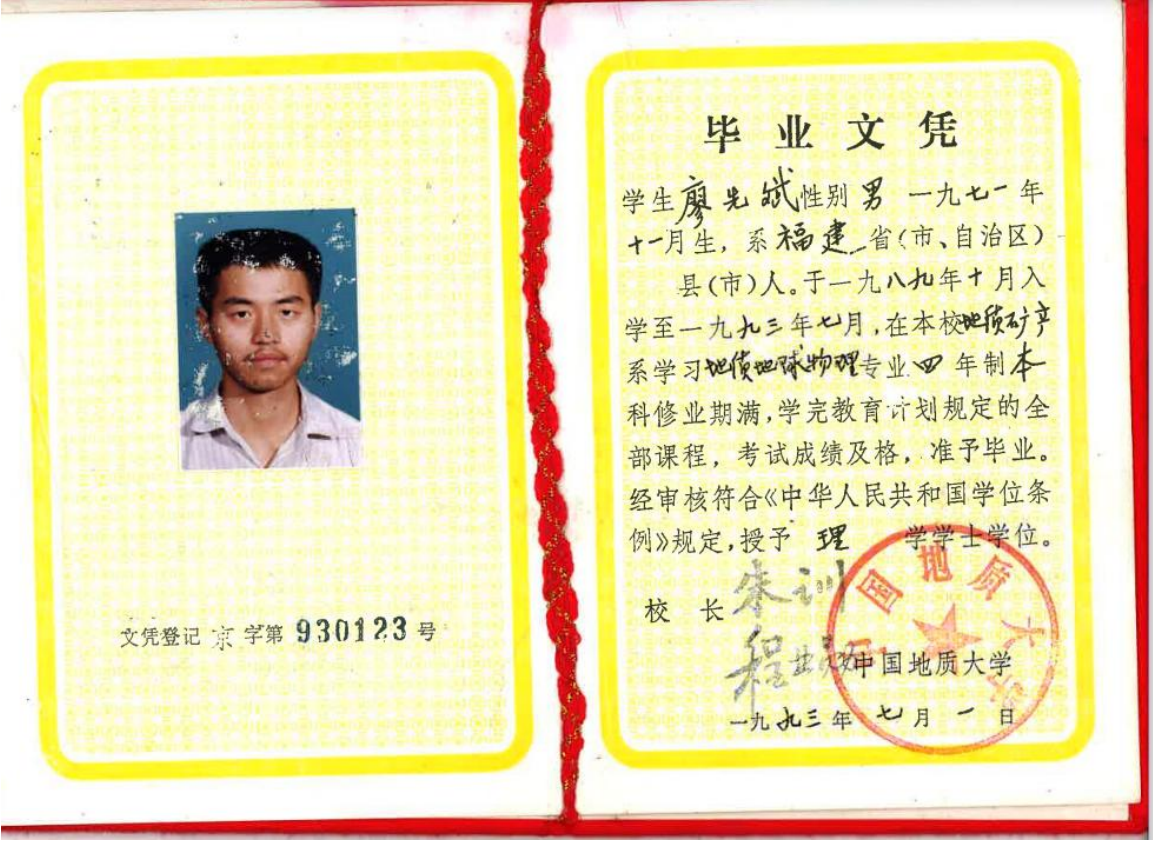 文凭登记 京 字第 930123 号
毕业文凭
学生廖先斌性别男 一九七一年
十一月生，系福建省(市、自治区)
县(市)人。于一九八九年十月入
学至一九九三年七月，在本校地质矿产
系学习地质地球物理专业四年制本
科修业期满，学完教育计划规定的全
部课程，考试成绩及格，准予毕业。
经审核符合《中华人民共和国学位条
例》规定，授予 理 学学士学位。
校 长 朱训
中国地质大学
中国地质大学
一九九三年七月一日